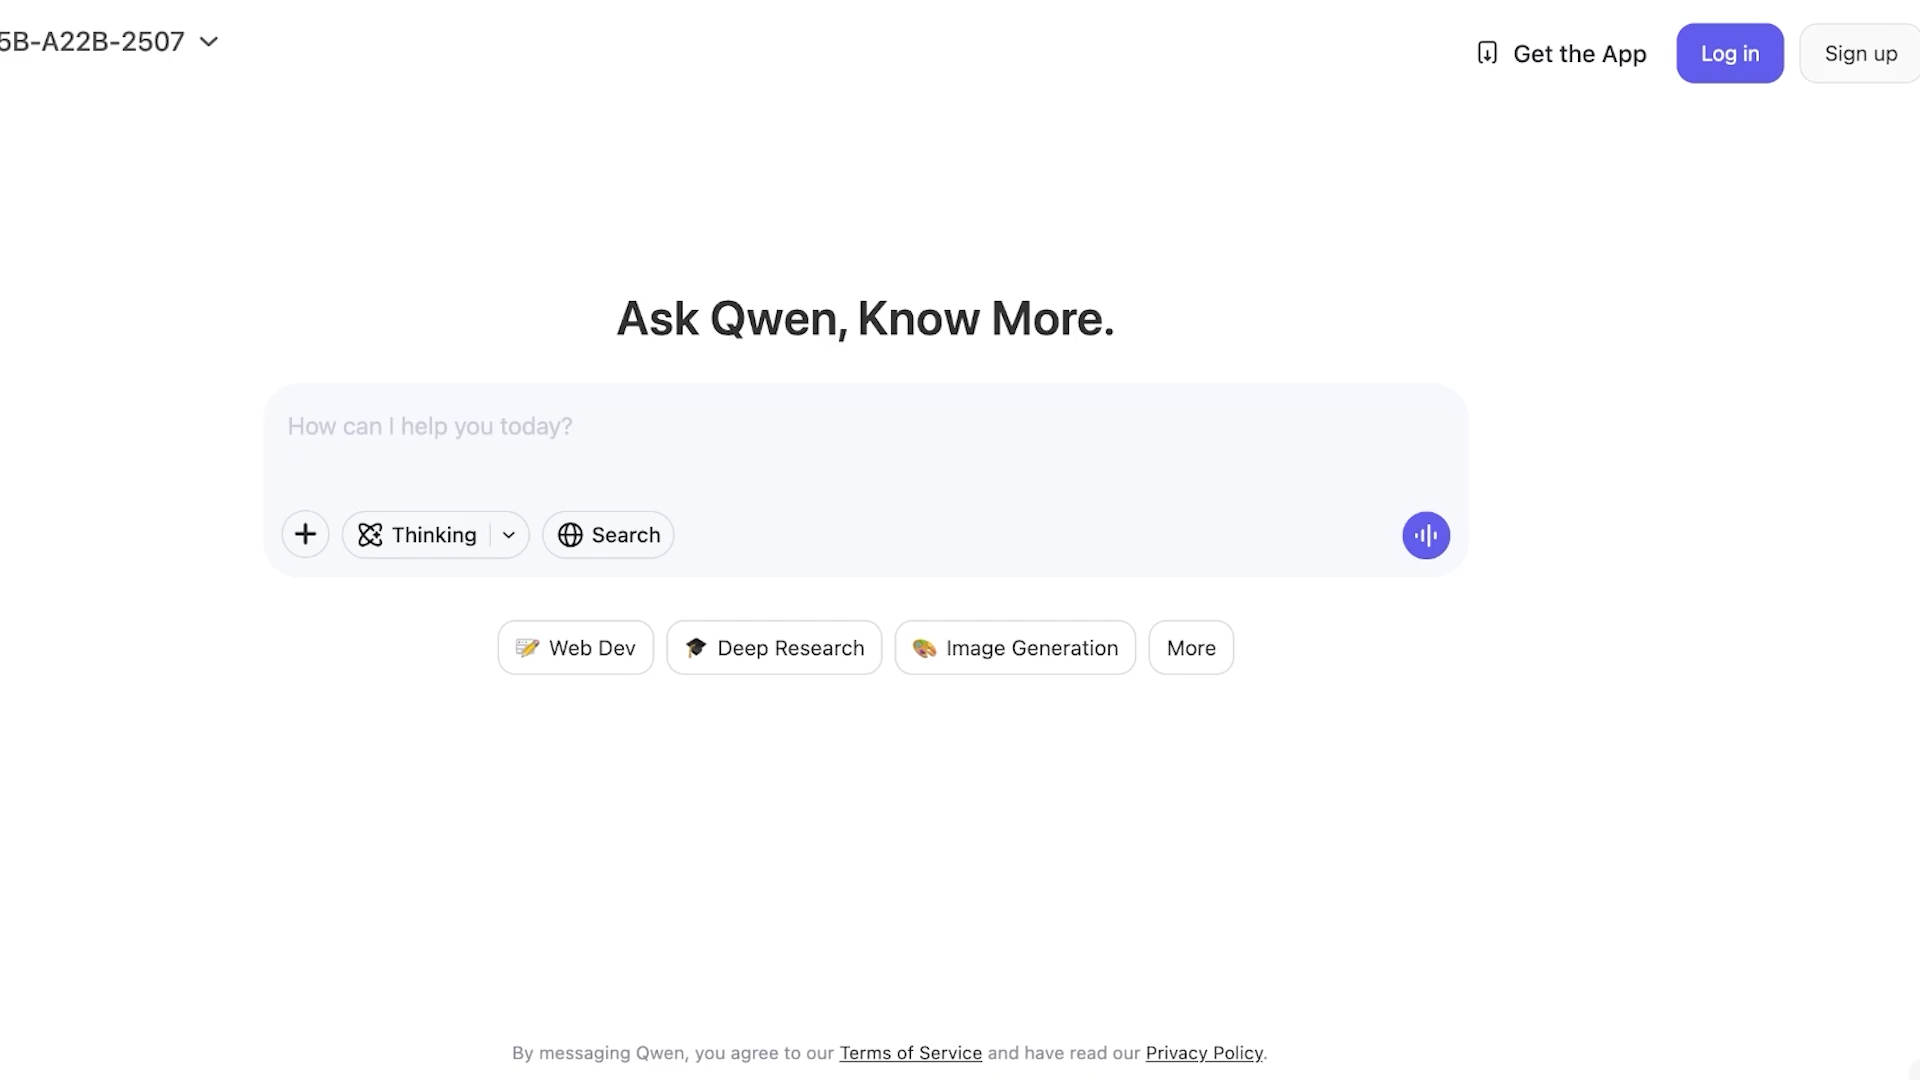 5B-A22B-2507
Get the App
Log in
Sign up
Ask Qwen, Know More.
How can I help you today?
Thinking
Search
Web Dev
Deep Research
Image Generation
More
By messaging Qwen, you agree to our Terms of Service and have read our Privacy Policy.